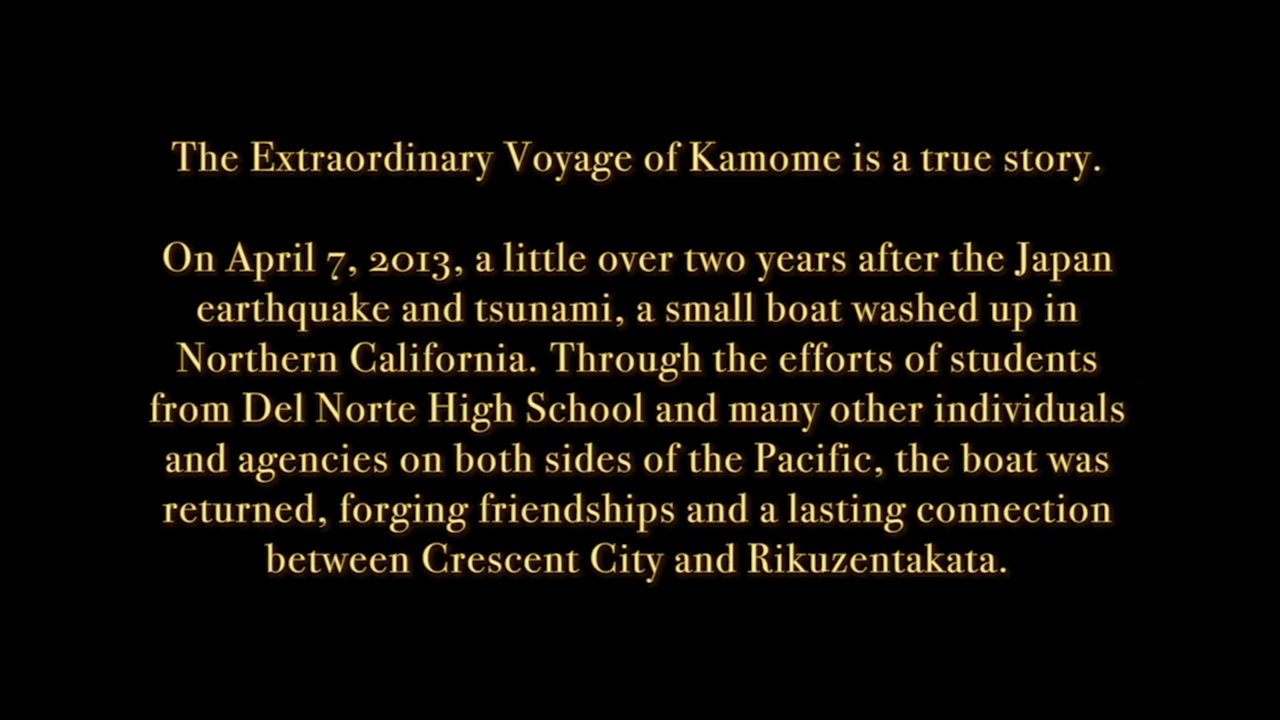 The Extraordinary Voyage of Kamome is a true story.
On April 7, 2013, a little over two years after the Japan
earthquake and tsunami, a small boat washed up in
Northern California. Through the efforts of students
from Del Norte High School and many other individuals
and agencies on both sides of the Pacific, the boat was
returned, forging friendships and a lasting connection
between Crescent City and Rikuzentakata.